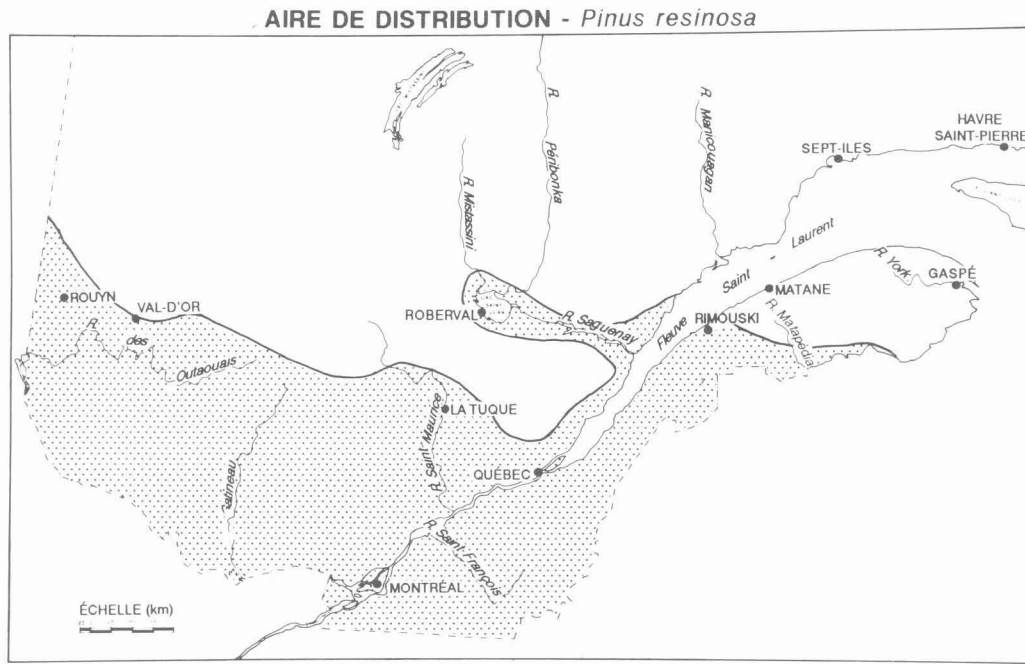 AIRE DE DISTRIBUTION - Pinus resinosa
R. Péribonka
R. Manicouagan
R. Mistassini
HAVRE
SAINT-PIERRE
SEPT-ILES
Laurent
Saint
Fleuve
R. York
GASPÉ
MATANE
ROUYN
VAL-D'OR
ROBERVAL
R. Saguenay
RIMOUSKI
R. Matapédia
R. des Outaouais
LA TUQUE
R. Saint-Maurice
Gatineau
QUÉBEC
R. Saint-François
MONTRÉAL
ÉCHELLE (km)